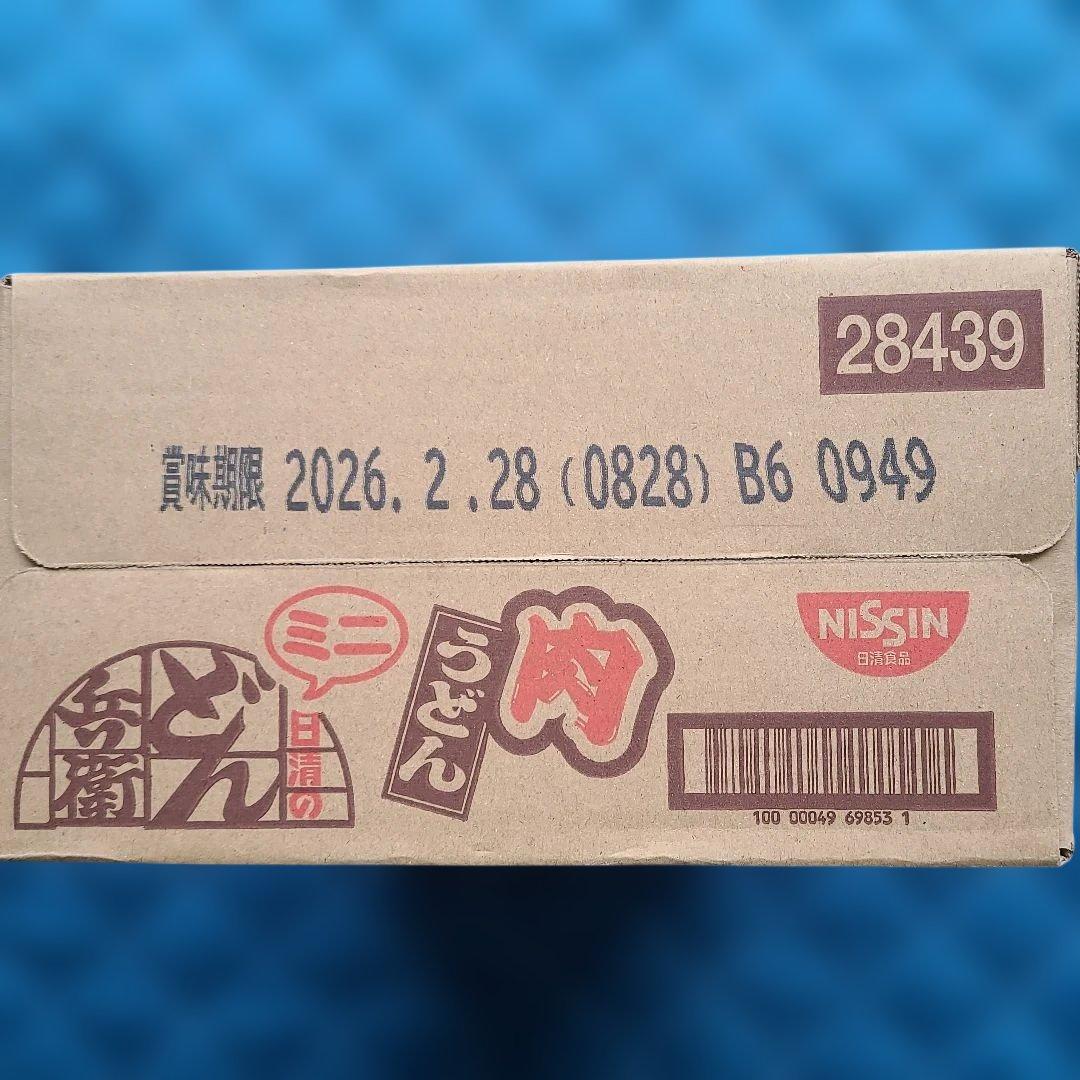 28439
賞味期限 2026. 2 .28 (0828) B6 0949
ミニ
日清の
どん
兵衛
肉
うどん
NISSIN
日清食品
100 00049 69853 1